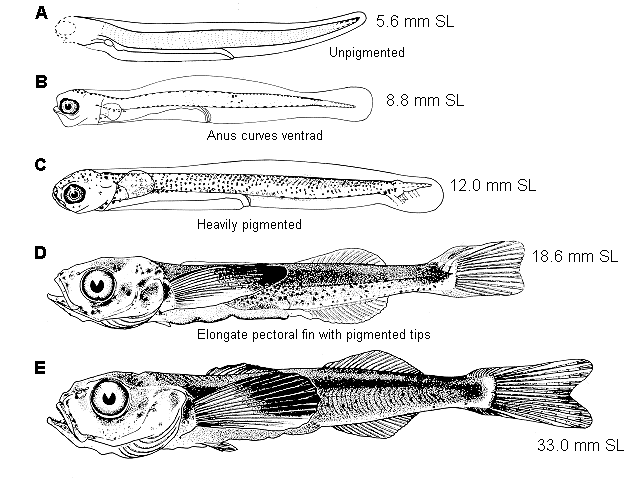 A
5.6 mm SL
Unpigmented
B
8.8 mm SL
Anus curves ventrad
C
12.0 mm SL
Heavily pigmented
D
18.6 mm SL
Elongate pectoral fin with pigmented tips
E
33.0 mm SL